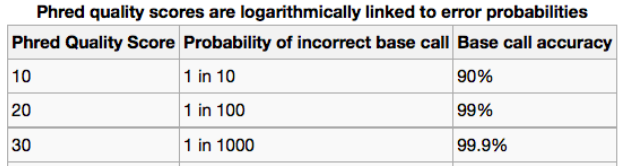 Phred quality scores are logarithmically linked to error probabilities
Phred Quality Score Probability of incorrect base call Base call accuracy
10 1 in 10 90%
20 1 in 100 99%
30 1 in 1000 99.9%